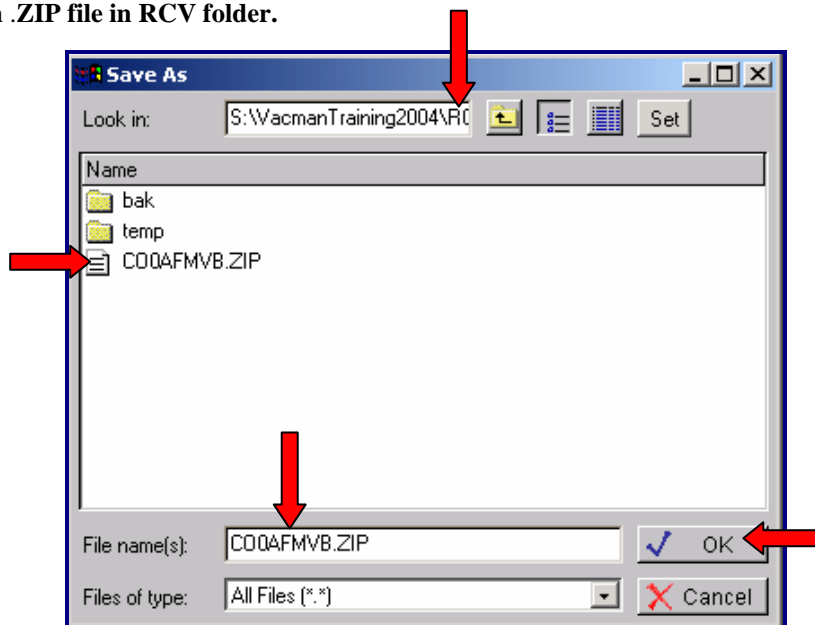 .ZIP file in RCV folder.
Save As
Look in: S:\VacmanTraining2004\RC Set
Name
bak
temp
CO0AFMVB.ZIP
File name(s): CO0AFMVB.ZIP OK
Files of type: All Files (*.*) Cancel